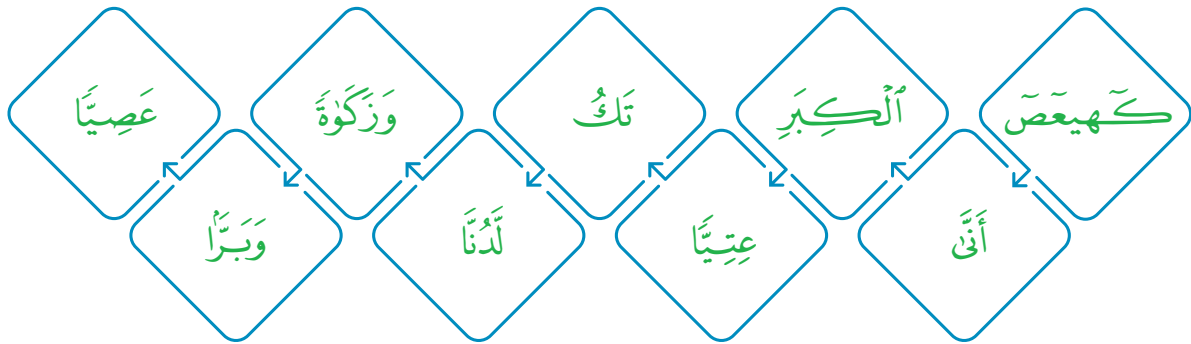 كٓهيعٓصٓ
أَنَّىٰ
ٱلۡكِبَرِ
عِتِيّٗا
تَكُ
لَّدُنَّا
وَزَكَوٰةٗ
وَبَرَّۢا
عَصِيّٗا